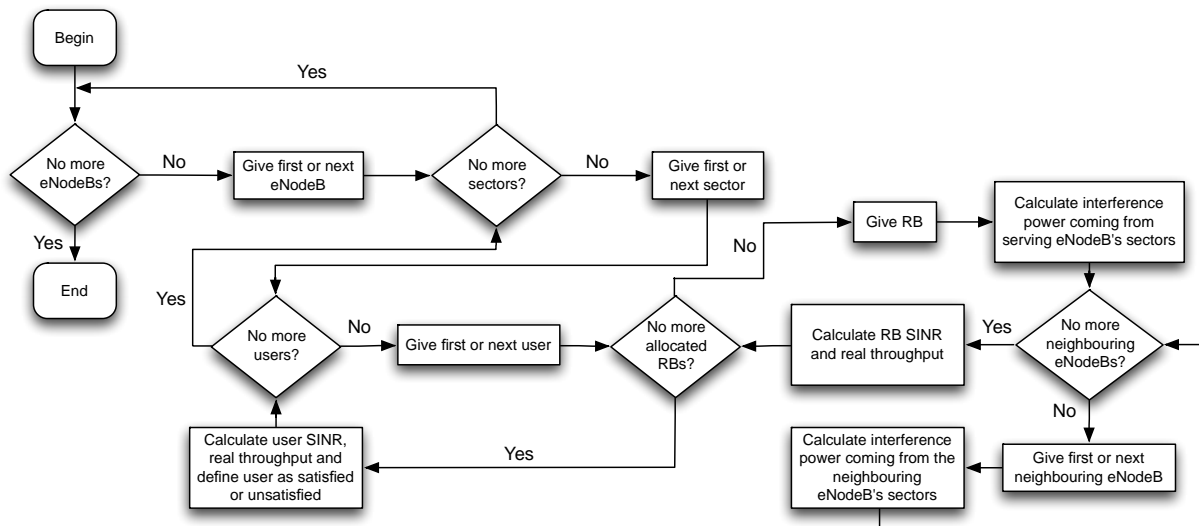 Begin
Yes
No more
eNodeBs?
No
Give first or next
eNodeB
No more
sectors?
No
Give first or
next sector
Yes
End
No
Give RB
Calculate interference
power coming from
serving eNodeB's sectors
Yes
No more
users?
No
Give first or next user
No more
allocated
RBs?
Calculate RB SINR
and real throughput
Yes
No more
neighbouring
eNodeBs?
No
Calculate user SINR,
real throughput and
define user as satisfied
or unsatisfied
Yes
Calculate interference
power coming from the
neighbouring
eNodeB's sectors
Give first or next
neighbouring eNodeB